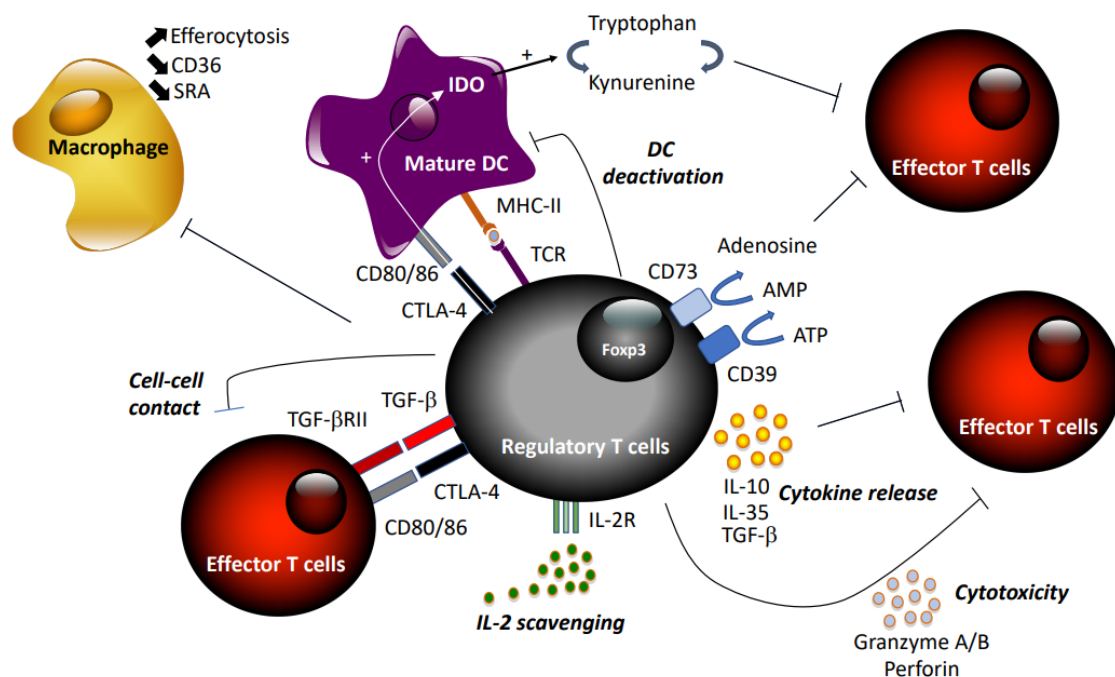 Efferocytosis
CD36
SRA
Macrophage
IDO
+
+
Mature DC
Tryptophan
Kynurenine
Effector T cells
DC
deactivation
MHC-II
TCR
CD80/86
CTLA-4
Adenosine
CD73
AMP
ATP
CD39
Foxp3
Regulatory T cells
Cell-cell
contact
TGF-β
TGF-βRII
CTLA-4
CD80/86
Effector T cells
IL-2R
IL-2 scavenging
IL-10
IL-35
TGF-β
Cytokine release
Effector T cells
Cytotoxicity
Granzyme A/B
Perforin